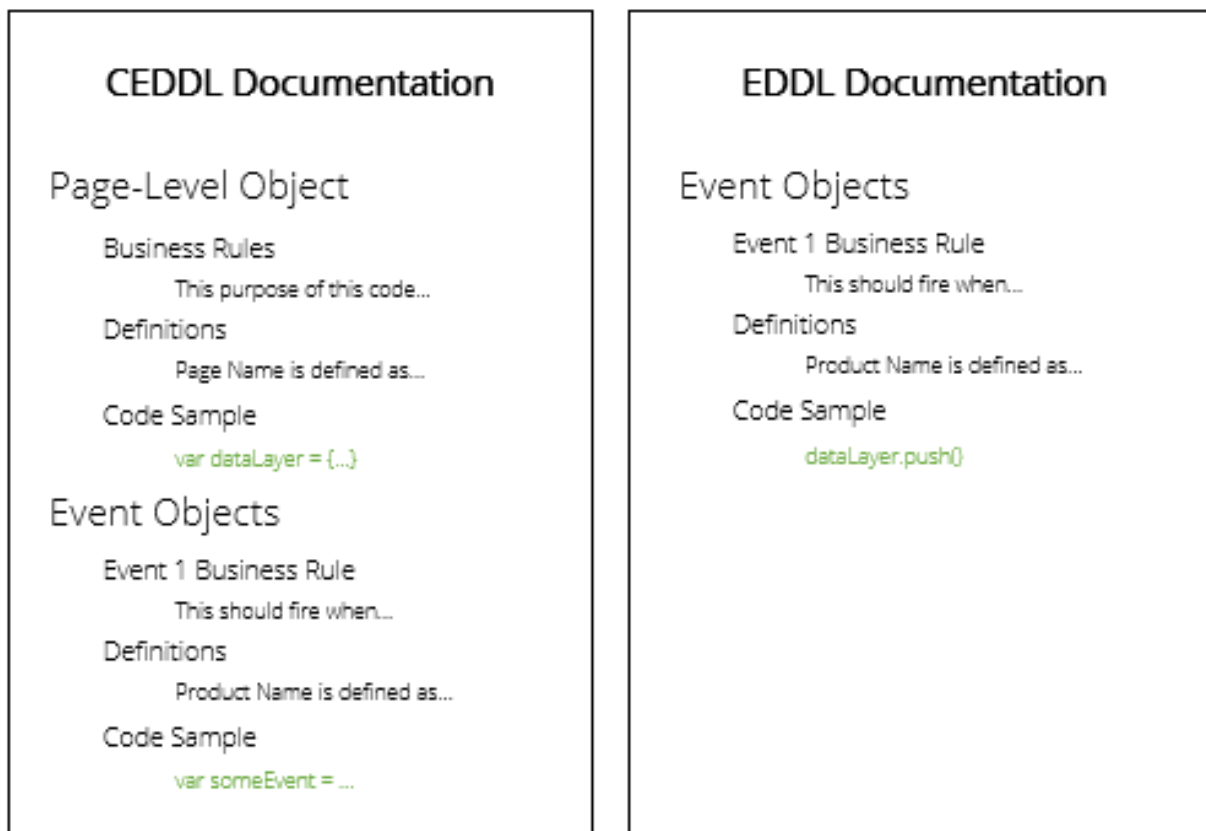 CEDDL Documentation
Page-Level Object
Business Rules
This purpose of this code...
Definitions
Page Name is defined as...
Code Sample
var dataLayer = {...}
Event Objects
Event 1 Business Rule
This should fire when...
Definitions
Product Name is defined as...
Code Sample
var someEvent = ...
EDDL Documentation
Event Objects
Event 1 Business Rule
This should fire when...
Definitions
Product Name is defined as...
Code Sample
dataLayer.push()